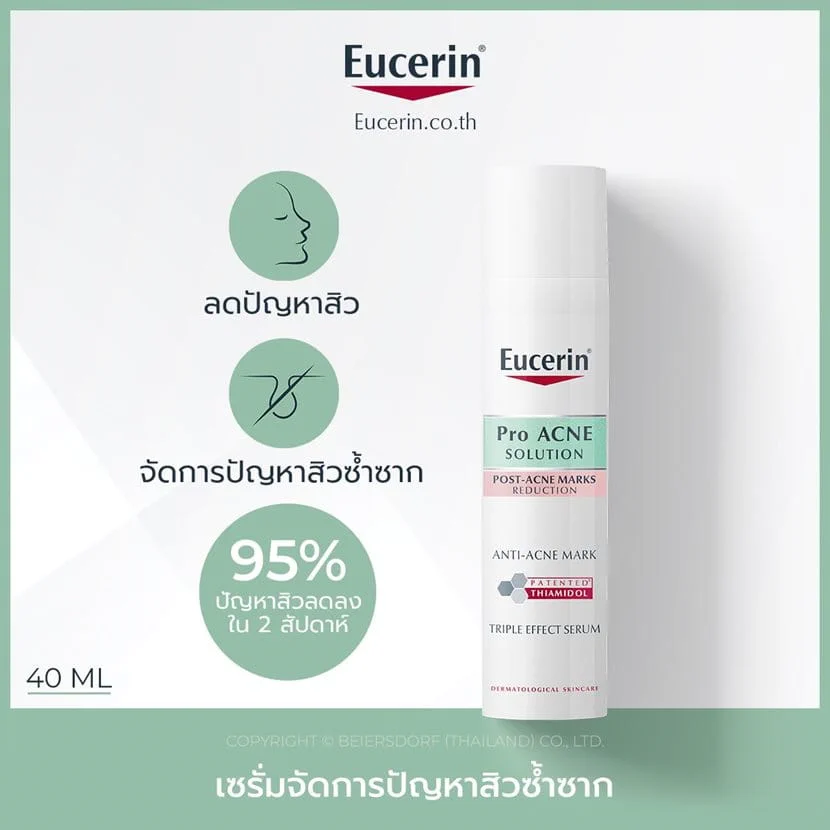 Eucerin®
Eucerin.co.th
ลดปัญหาสิว
จัดการปัญหาสิวซ้ำซาก
95%
ปัญหาสิวลดลง
ใน 2 สัปดาห์
40 ML
Eucerin®
Pro ACNE
SOLUTION
POST-ACNE MARKS
REDUCTION
ANTI-ACNE MARK
PATENTED
THIAMIDOL
TRIPLE EFFECT SERUM
DERMATOLOGICAL SKINCARE
COPYRIGHT © BEIERSDORF (THAILAND) CO., LTD.
เซรั่มจัดการปัญหาสิวซ้ำซาก